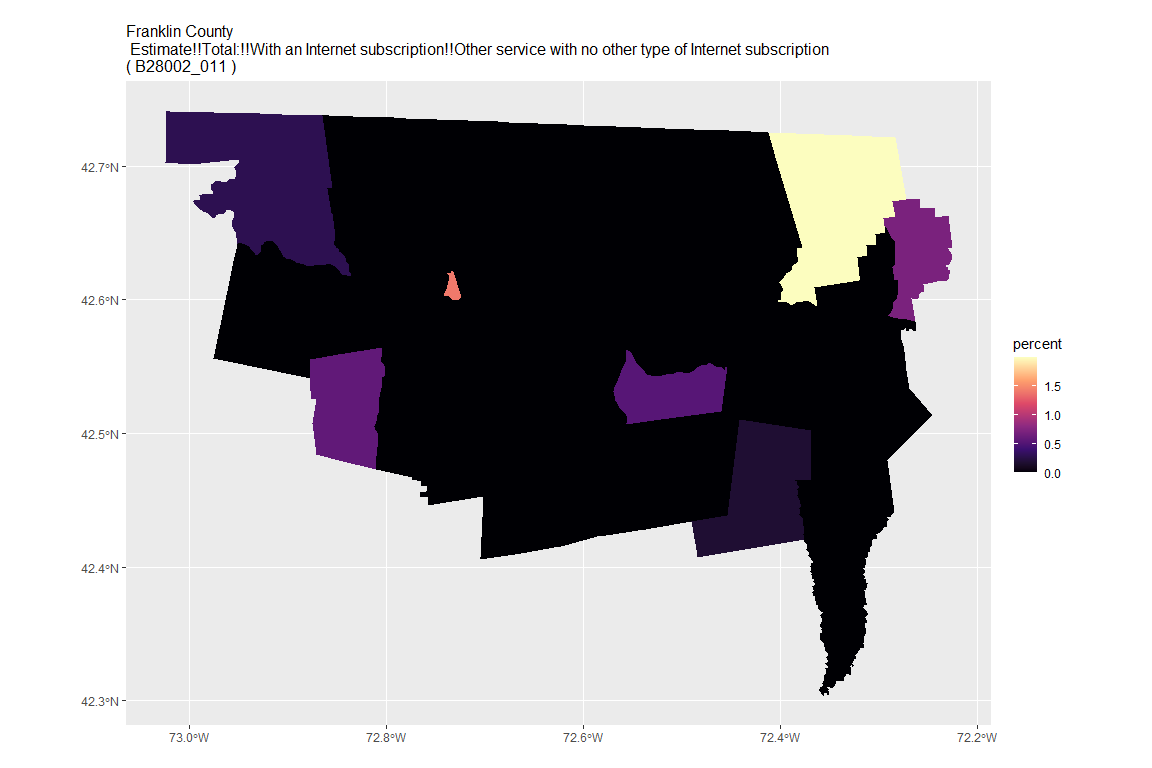 Franklin County
Estimate!!Total:!!With an Internet subscription!!Other service with no other type of Internet subscription
( B28002_011 )
42.7°N
42.6°N
42.5°N
42.4°N
42.3°N
73.0°W
72.8°W
72.6°W
72.4°W
72.2°W
percent
1.5
1.0
0.5
0.0